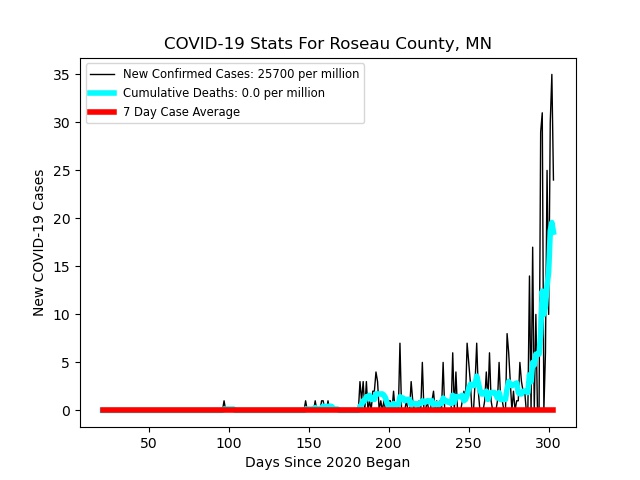 COVID-19 Stats For Roseau County, MN
New Confirmed Cases: 25700 per million
Cumulative Deaths: 0.0 per million
7 Day Case Average
New COVID-19 Cases
35
30
25
20
15
10
5
0
50 100 150 200 250 300
Days Since 2020 Began